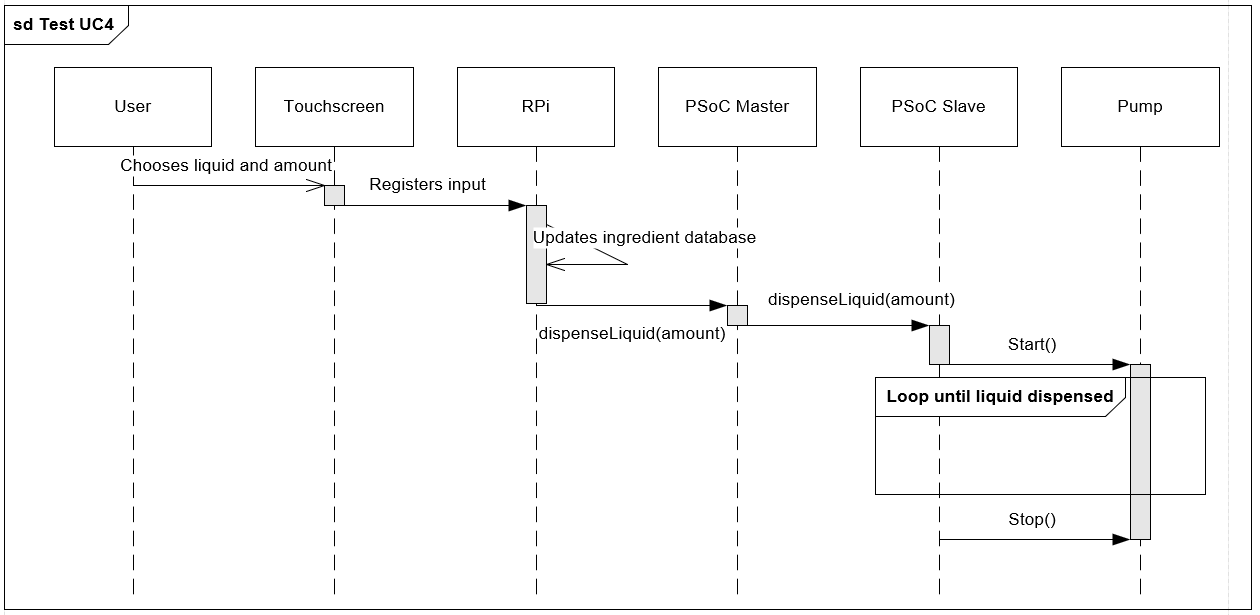 sd Test UC4
User
Touchscreen
RPi
PSoC Master
PSoC Slave
Pump
Chooses liquid and amount
Registers input
Updates ingredient database
dispenseLiquid(amount)
dispenseLiquid(amount)
Start()
Loop until liquid dispensed
Stop()